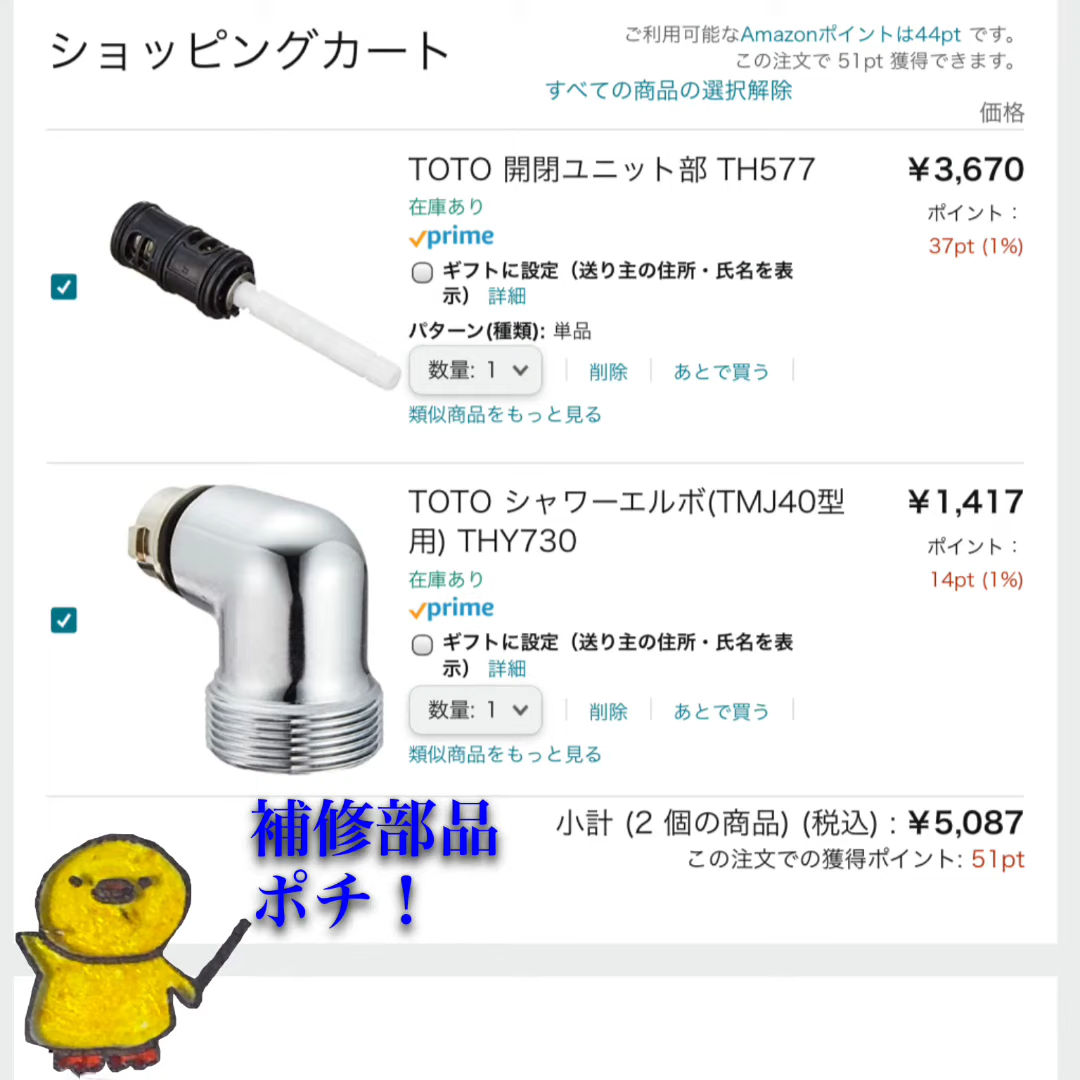 ショッピングカート
ご利用可能なAmazonポイントは44pt です。
この注文で 51pt 獲得できます。
すべての商品の選択解除
価格
TOTO 開閉ユニット部 TH577
¥3,670
在庫あり
ポイント：
prime
37pt (1%)
ギフトに設定（送り主の住所・氏名を表
示） 詳細
パターン(種類): 単品
数量: 1
削除
あとで買う
類似商品をもっと見る
TOTO シャワーエルボ(TMJ40型
用) THY730
¥1,417
在庫あり
ポイント：
prime
14pt (1%)
ギフトに設定（送り主の住所・氏名を表
示） 詳細
数量: 1
削除
あとで買う
類似商品をもっと見る
小計 (2 個の商品) (税込) : ¥5,087
この注文での獲得ポイント: 51pt
補修部品
ポチ！